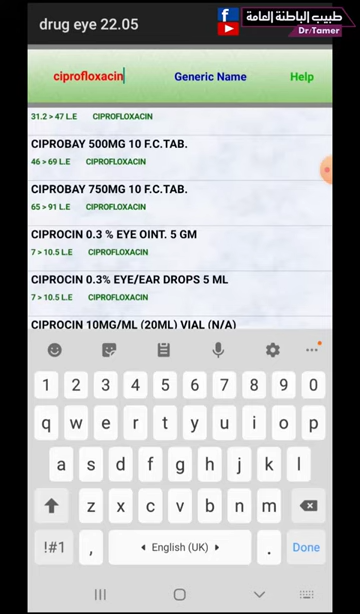 drug eye 22.05
طبيب الباطنة العامة
Dr/Tamer
ciprofloxacin
Generic Name
Help
31.2 > 47 L.E CIPROFLOXACIN
CIPROBAY 500MG 10 F.C.TAB.
46 > 69 L.E CIPROFLOXACIN
CIPROBAY 750MG 10 F.C.TAB.
65 > 91 L.E CIPROFLOXACIN
CIPROCIN 0.3 % EYE OINT. 5 GM
7 > 10.5 L.E CIPROFLOXACIN
CIPROCIN 0.3% EYE/EAR DROPS 5 ML
7 > 10.5 L.E CIPROFLOXACIN
CIPROCIN 10MG/ML (20ML) VIAL (N/A)
1 2 3 4 5 6 7 8 9 0
q w e r t y u i o p
a s d f g h j k l
z x c v b n m
!#1 , English (UK) . Done